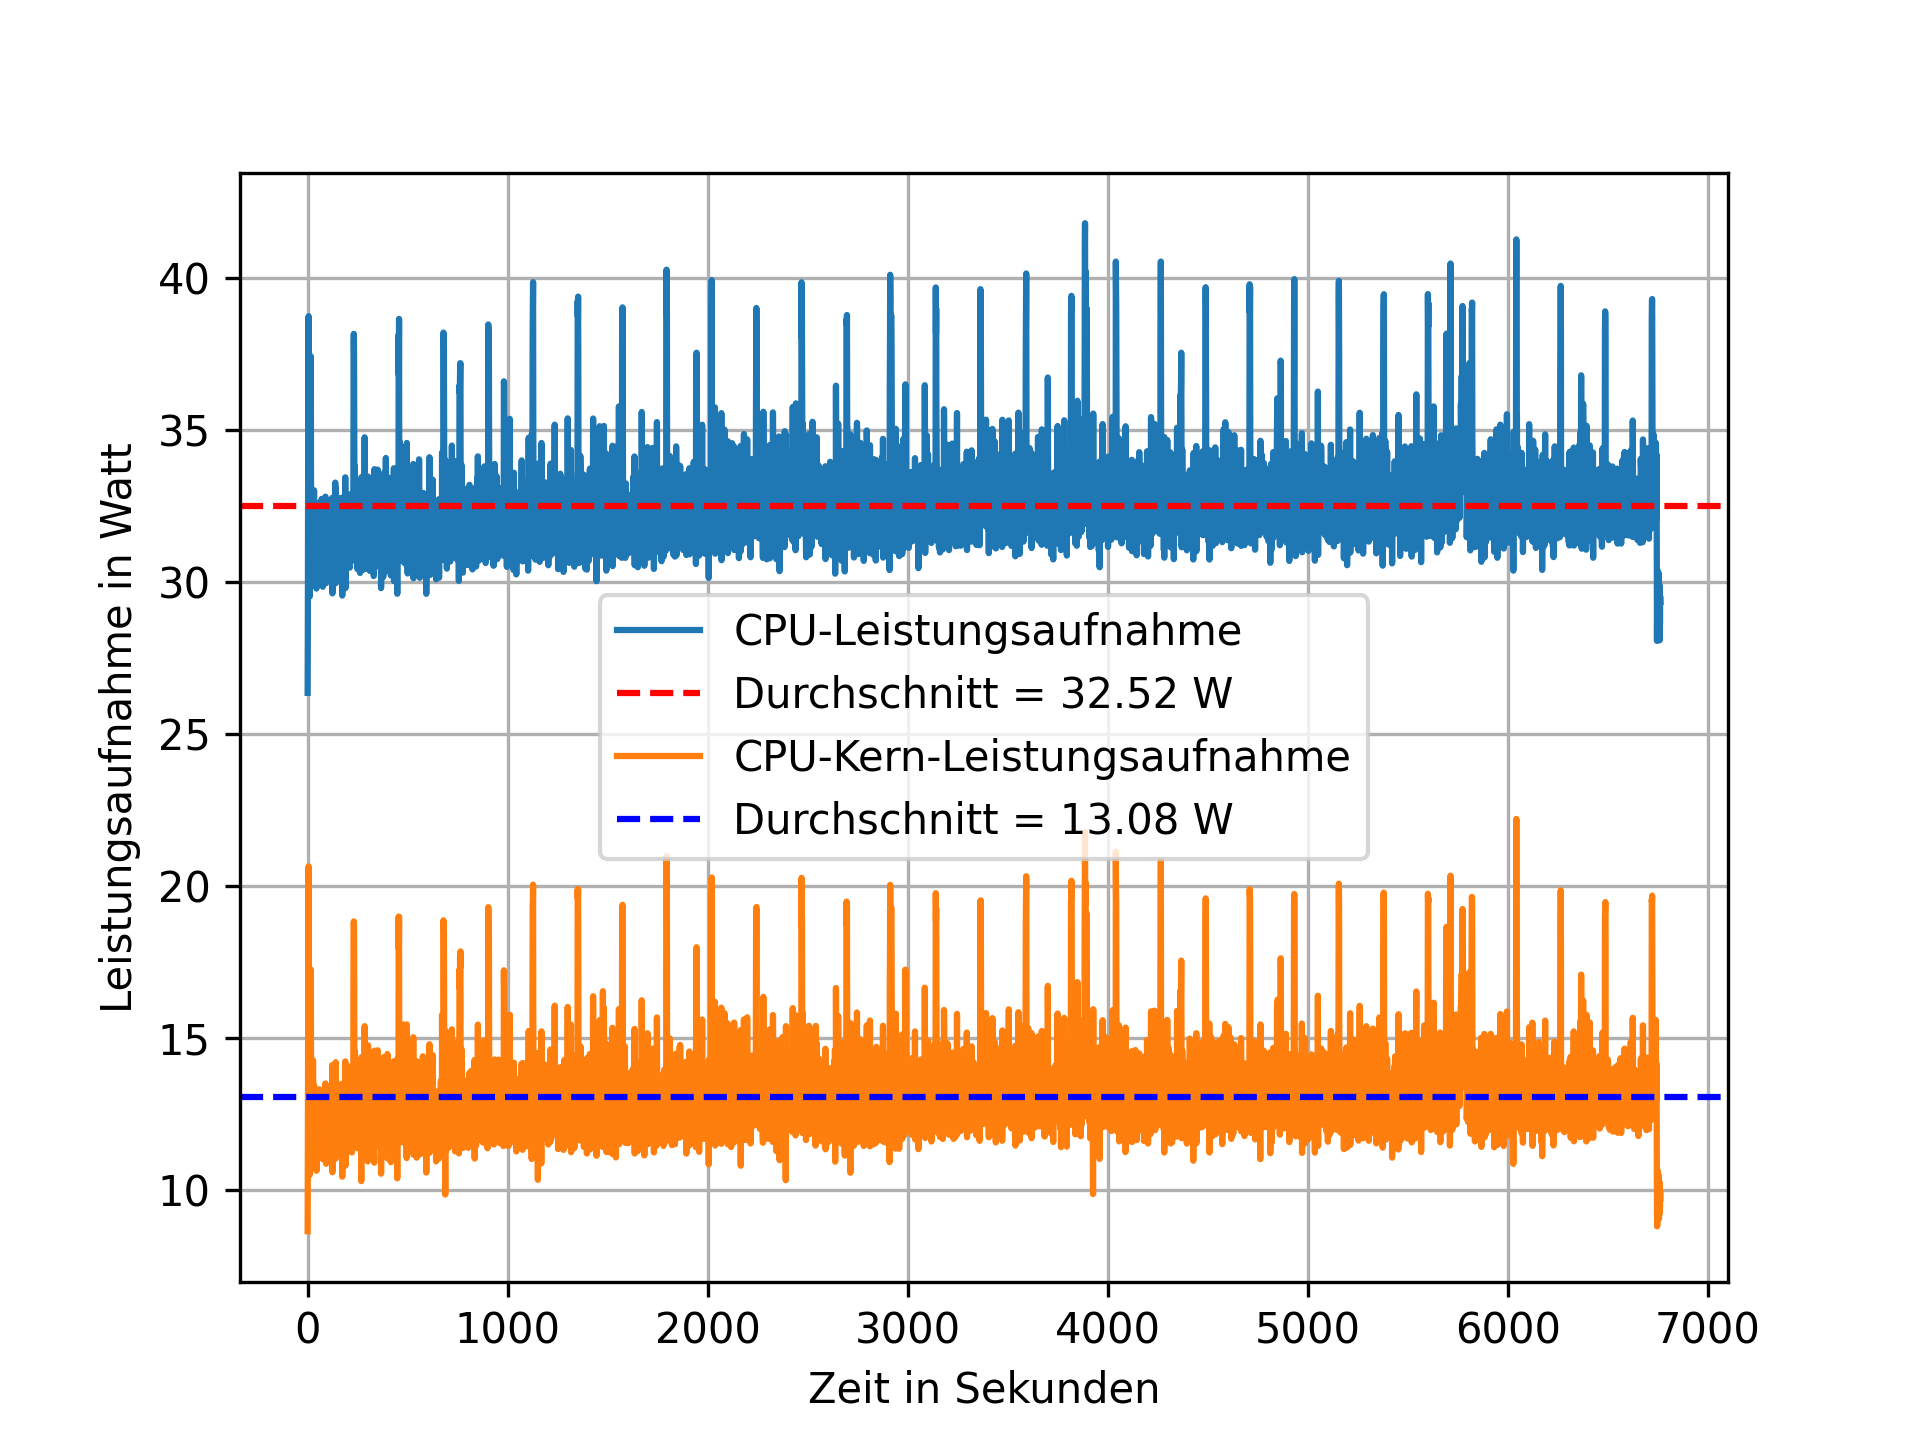 40
35
30
25
20
15
10
Leistungsaufnahme in Watt
CPU-Leistungsaufnahme
Durchschnitt = 32.52 W
CPU-Kern-Leistungsaufnahme
Durchschnitt = 13.08 W
0 1000 2000 3000 4000 5000 6000 7000
Zeit in Sekunden